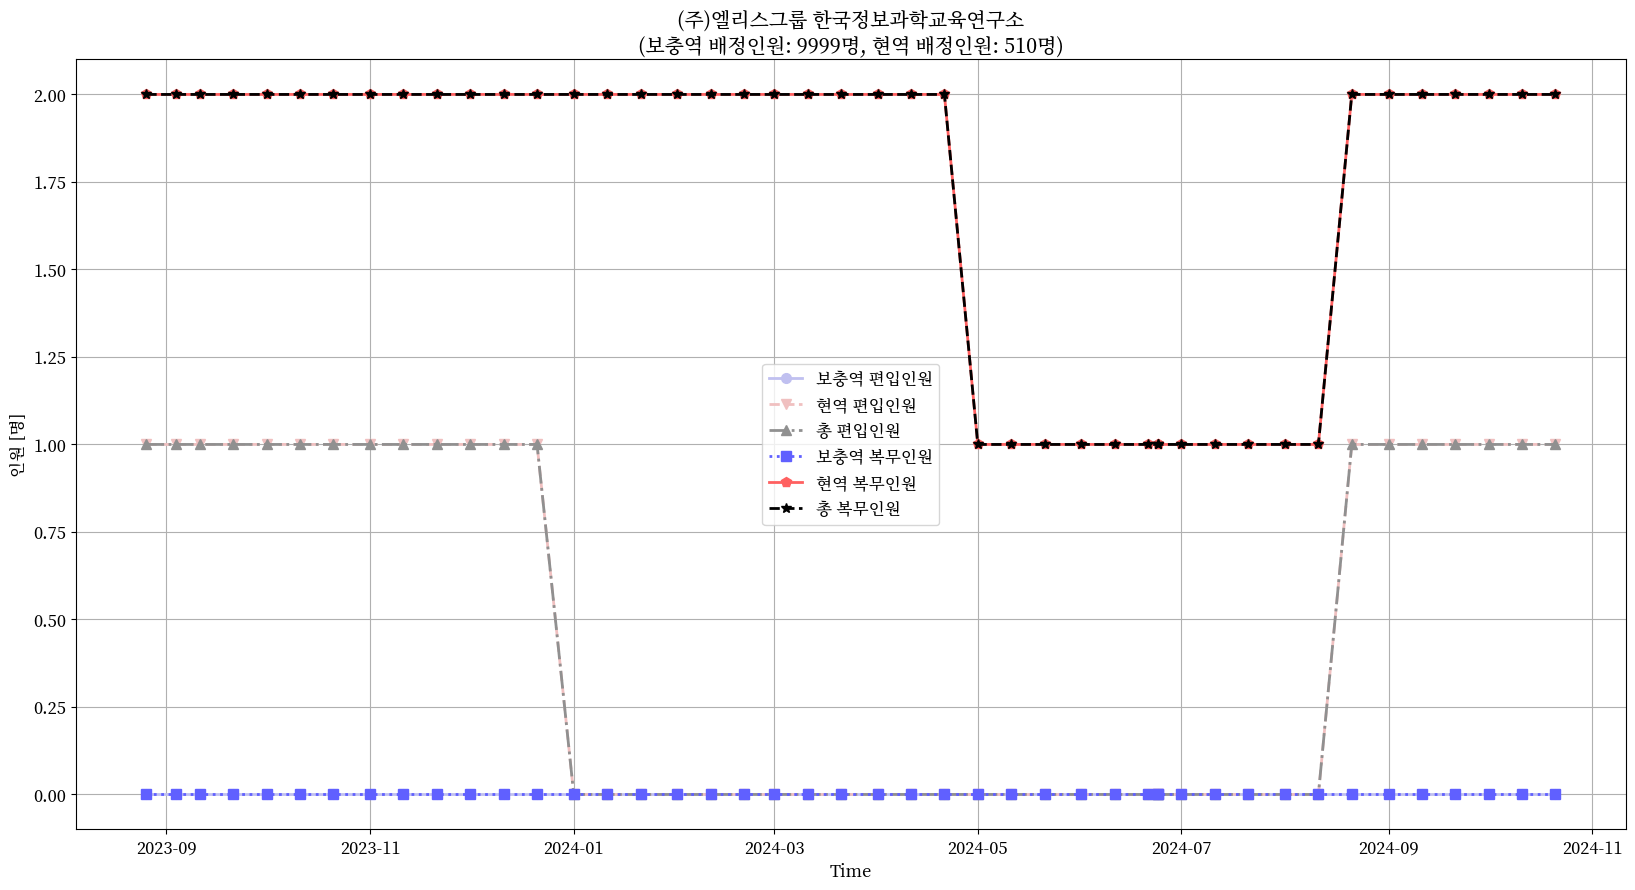 (주)엘리스그룹 한국정보과학교육연구소
(보충역 배정인원: 9999명, 현역 배정인원: 510명)
인원 [명]
2.00
1.75
1.50
1.25
1.00
0.75
0.50
0.25
0.00
보충역 편입인원
현역 편입인원
총 편입인원
보충역 복무인원
현역 복무인원
총 복무인원
2023-09
2023-11
2024-01
2024-03
2024-05
2024-07
2024-09
2024-11
Time